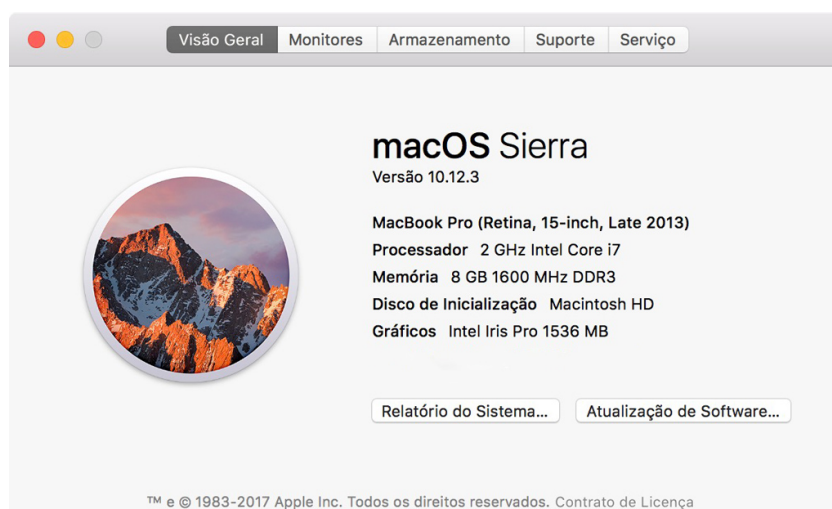 Visão Geral Monitores Armazenamento Suporte Serviço
macOS Sierra
Versão 10.12.3
MacBook Pro (Retina, 15-inch, Late 2013)
Processador 2 GHz Intel Core i7
Memória 8 GB 1600 MHz DDR3
Disco de Inicialização Macintosh HD
Gráficos Intel Iris Pro 1536 MB
Relatório do Sistema... Atualização de Software...
™ e © 1983-2017 Apple Inc. Todos os direitos reservados. Contrato de Licença